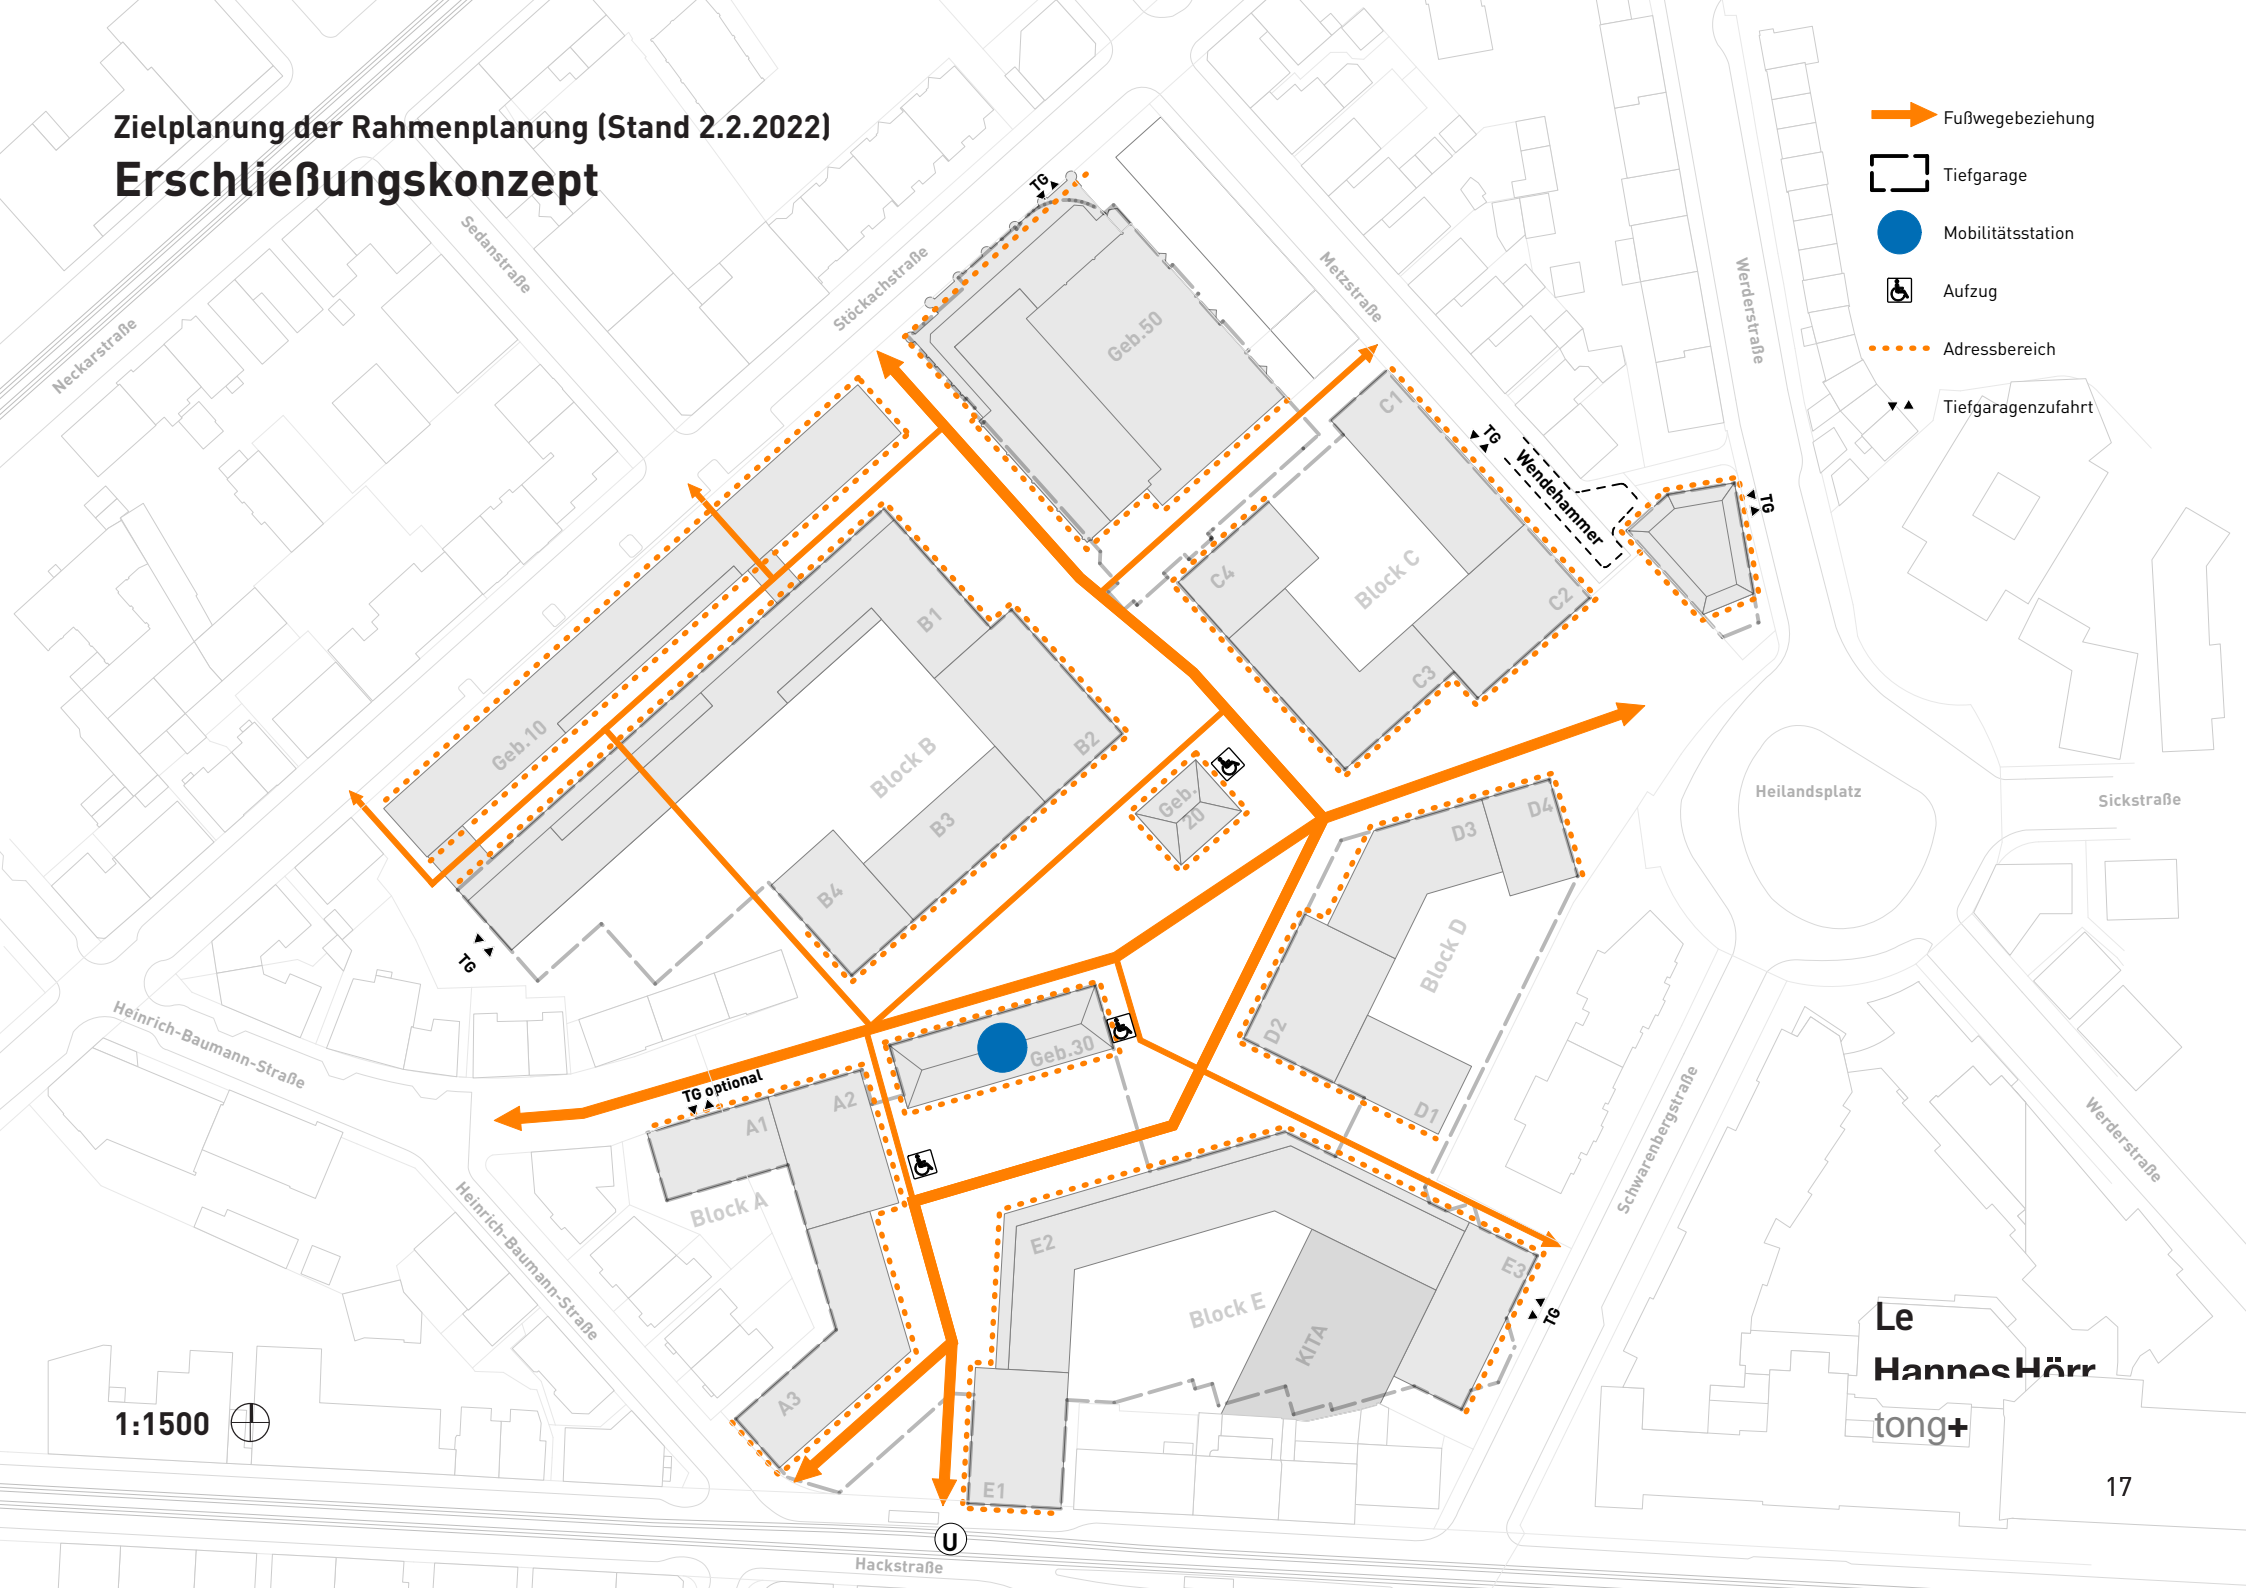 Zielplanung der Rahmenplanung (Stand 2.2.2022)
Erschließungskonzept
Fußwegebeziehung
Tiefgarage
Mobilitätsstation
Aufzug
Adressbereich
Tiefgaragenzufahrt
Neckarstraße
Sedanstraße
Stöckachstraße
Metzstraße
Werderstraße
TG
Geb.50
C1
TG
Wendehammer
TG
C4
Block C
C2
C3
B1
Geb.10
Block B
B2
B3
B4
Geb.
20
Heilandsplatz
Sickstraße
D3
D4
Block D
D2
D1
TG
Heinrich-Baumann-Straße
TG optional
Geb.30
A1
A2
Block A
A3
Heinrich-Baumann-Straße
Schwarenbergstraße
Werderstraße
E2
E3
Block E
KITA
TG
E1
U
Hackstraße
1:1500
Le
Hannes Hörr
tong+
17